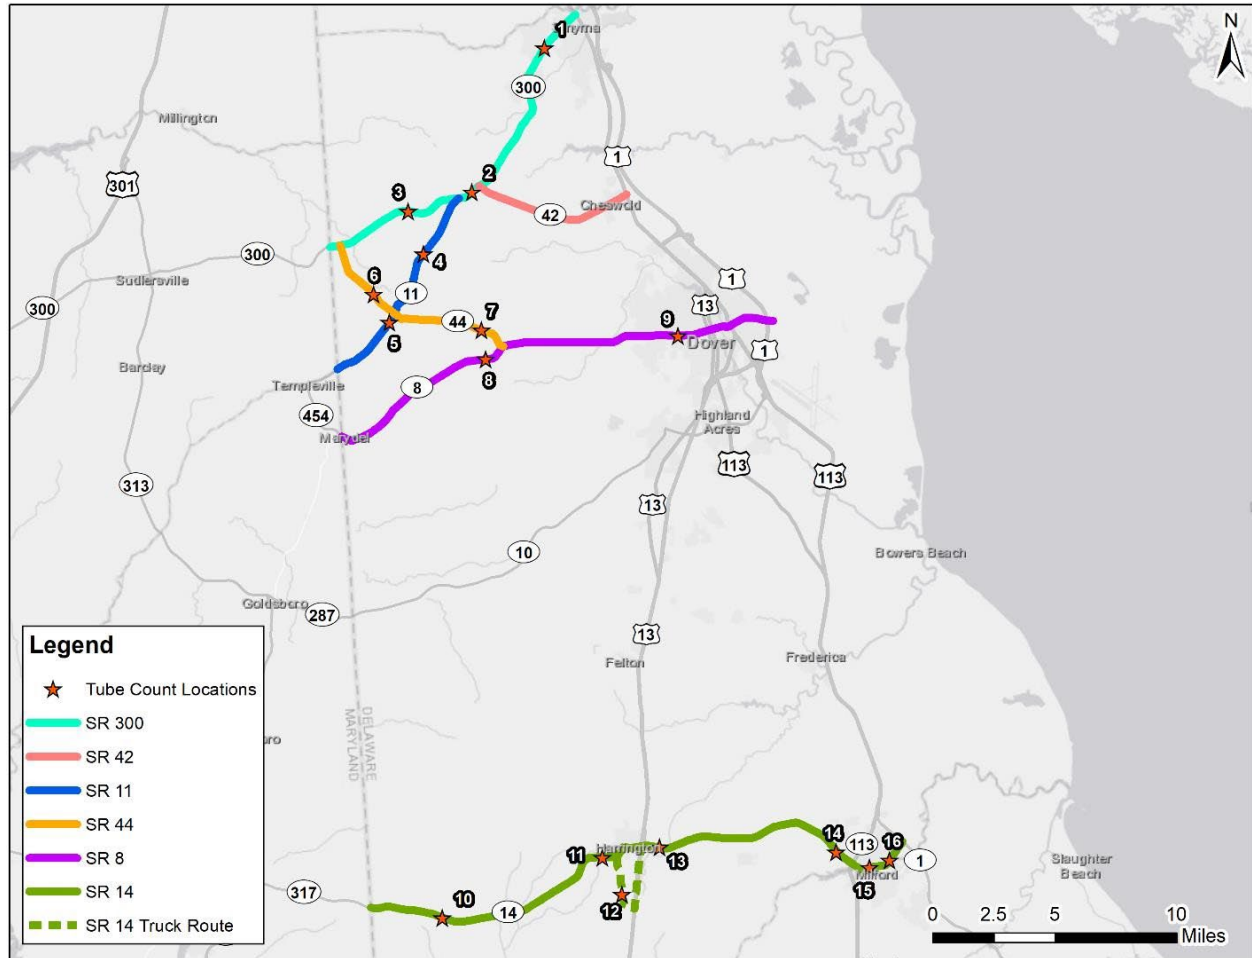 N
1
myrna
300
Millington
1
301
2
3
Cheswold
42
300
4
Sudlersville
6
11
1
13
300
44
7
9
5
Dover
1
8
Barclay
Templeville
8
454
Highland
Acres
Marydel
113
313
113
13
10
Bowers Beach
Goldsboro
287
13
Felton
Frederica
Legend
Tube Count Locations
SR 300
SR 42
SR 11
SR 44
SR 8
SR 14
SR 14 Truck Route
oro
DELAWARE
MARYLAND
14
113
16
11
Harrington
13
1
Slaughter
Beach
Milford
15
317
10
14
12
0 2.5 5 10
Miles